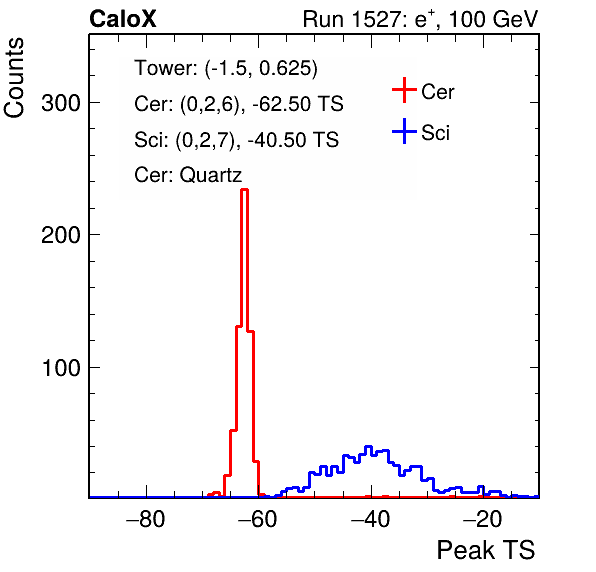 CaloX Run 1527: e⁺, 100 GeV
Counts
Tower: (-1.5, 0.625)
Cer: (0,2,6), -62.50 TS
Sci: (0,2,7), -40.50 TS
Cer: Quartz
Cer
Sci
300
200
100
−80 −60 −40 −20
Peak TS